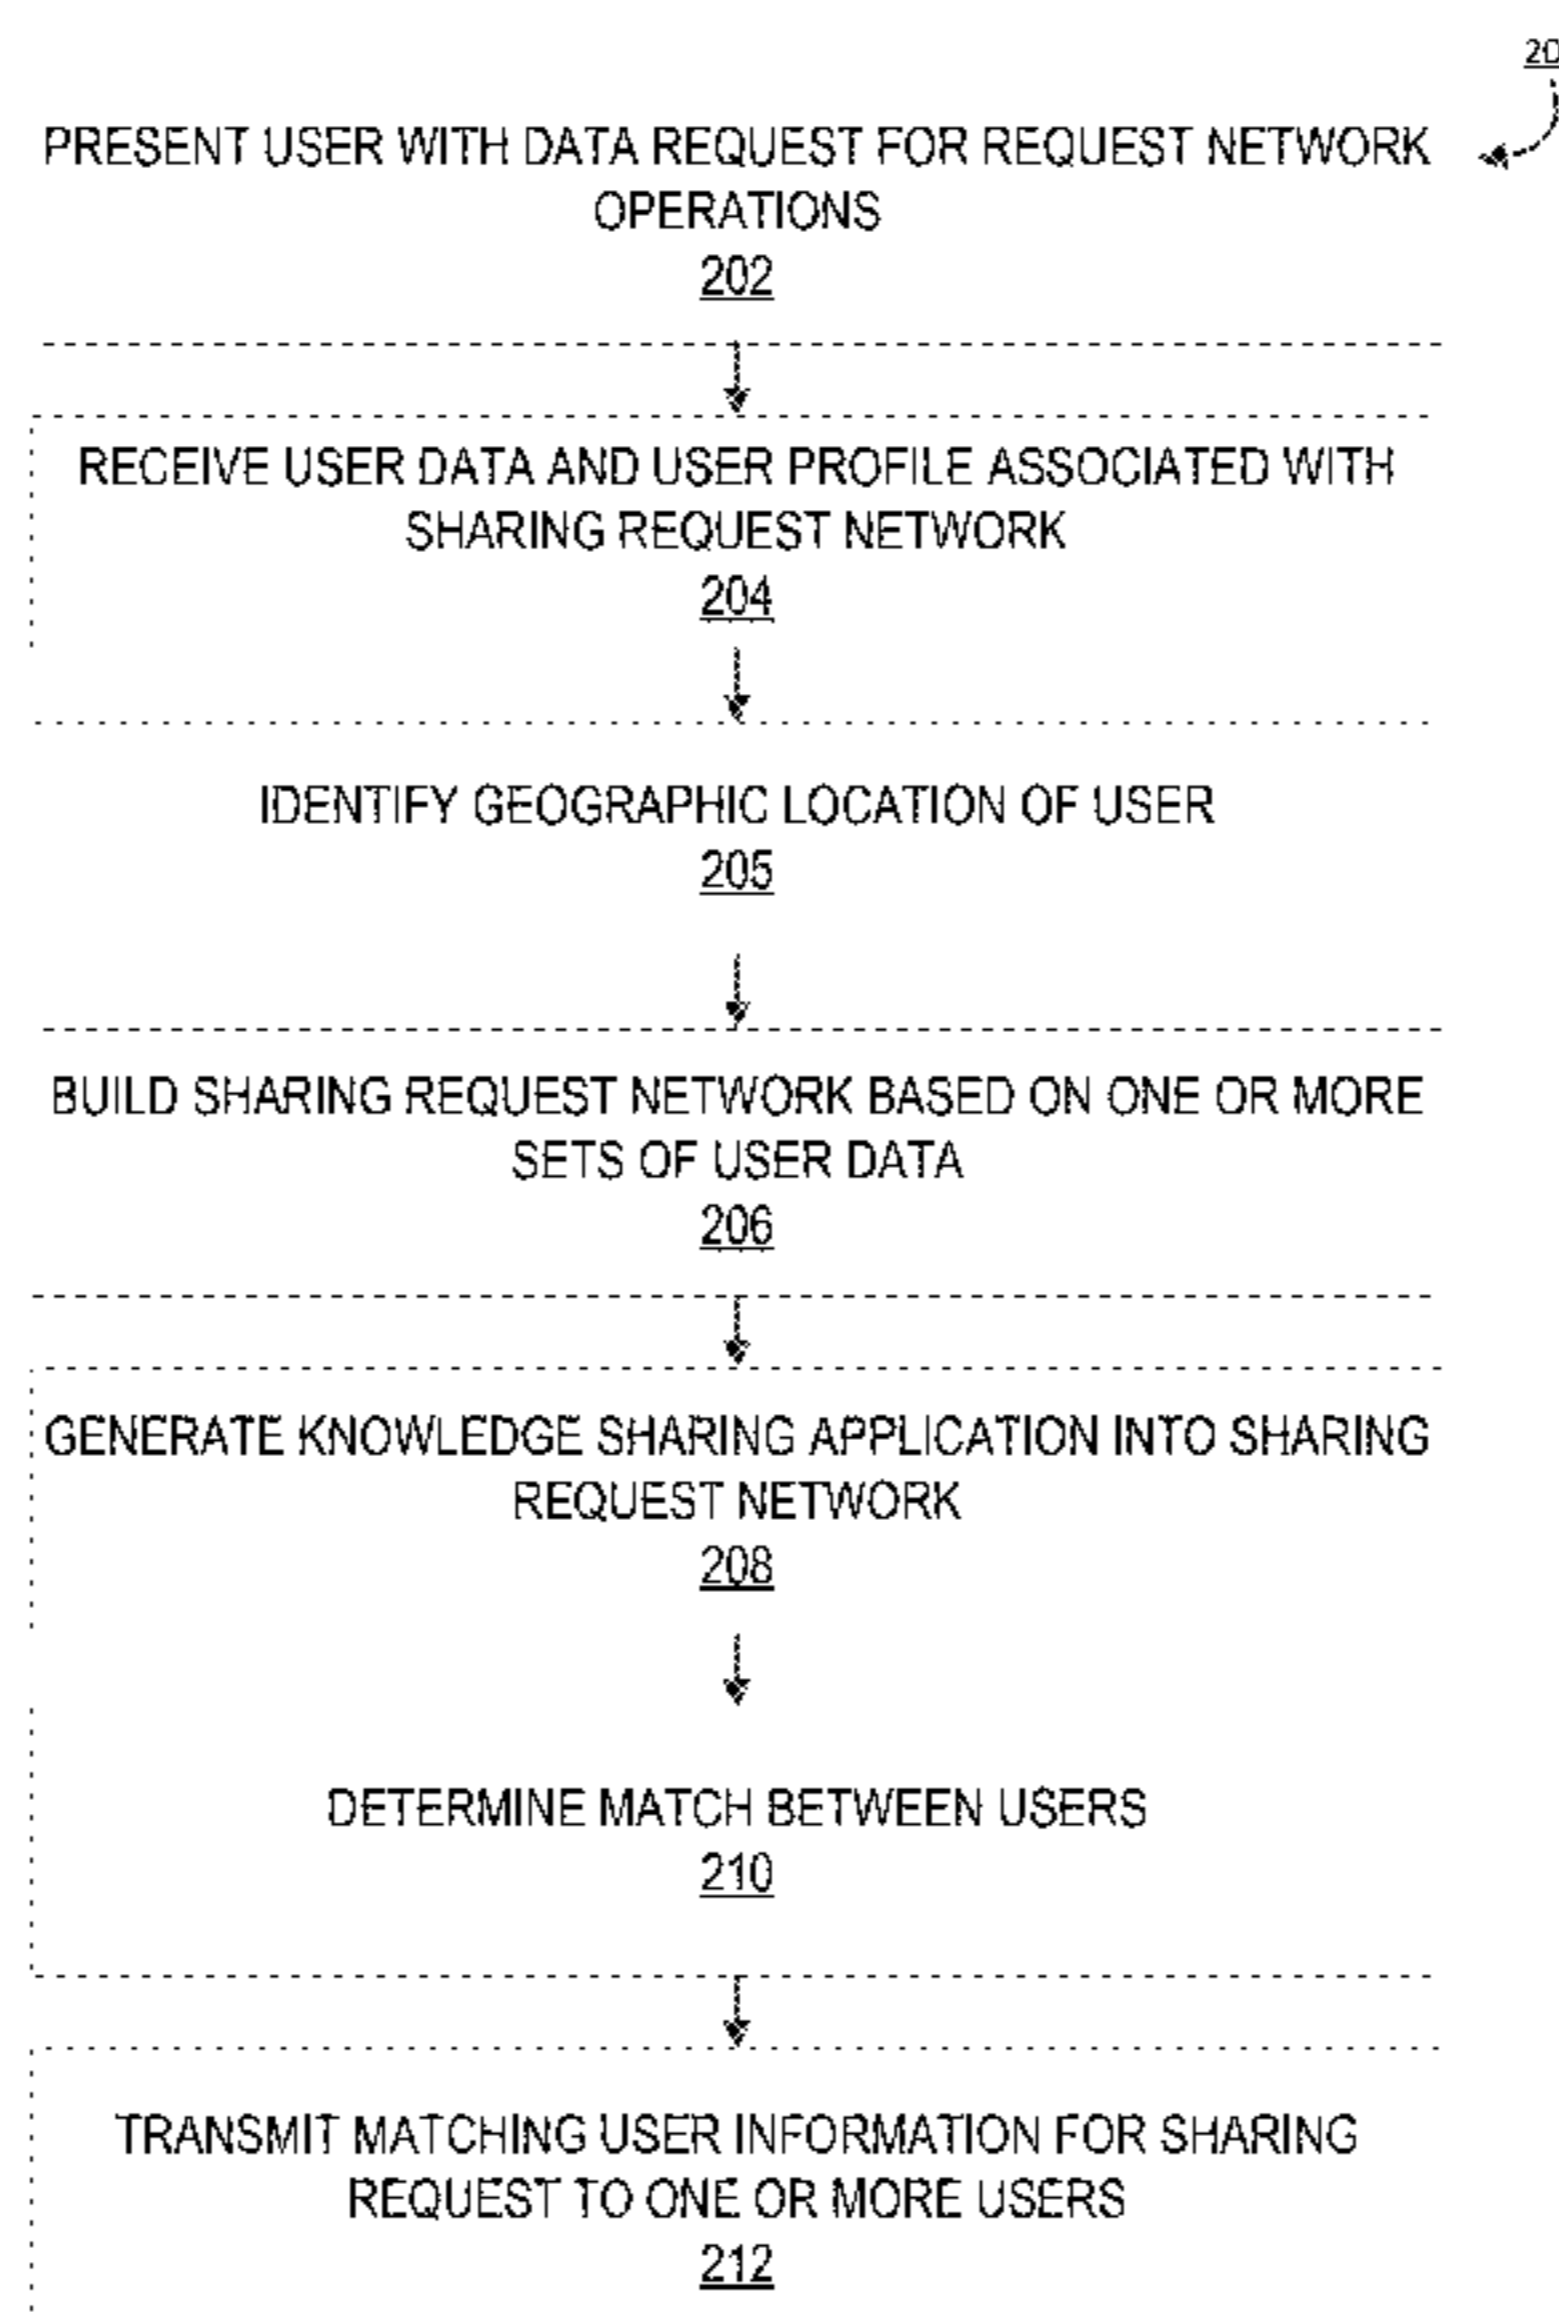 PRESENT USER WITH DATA REQUEST FOR REQUEST NETWORK
OPERATIONS
202
RECEIVE USER DATA AND USER PROFILE ASSOCIATED WITH
SHARING REQUEST NETWORK
204
IDENTIFY GEOGRAPHIC LOCATION OF USER
205
BUILD SHARING REQUEST NETWORK BASED ON ONE OR MORE
SETS OF USER DATA
206
GENERATE KNOWLEDGE SHARING APPLICATION INTO SHARING
REQUEST NETWORK
208
DETERMINE MATCH BETWEEN USERS
210
TRANSMIT MATCHING USER INFORMATION FOR SHARING
REQUEST TO ONE OR MORE USERS
212